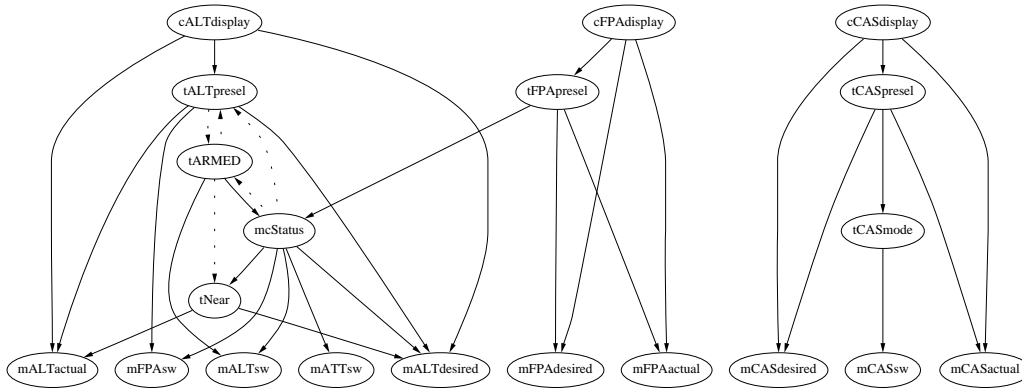 cALTdisplay cFPAdisplay cCASdisplay
tALTpresel tFPApresel tCASpresel
tARMED
mcStatus tCASmode
tNear
mALTactual mFPAsw mALTsw mATTsw mALTdesired mFPAdesired mFPAactual mCASdesired mCASsw mCASactual